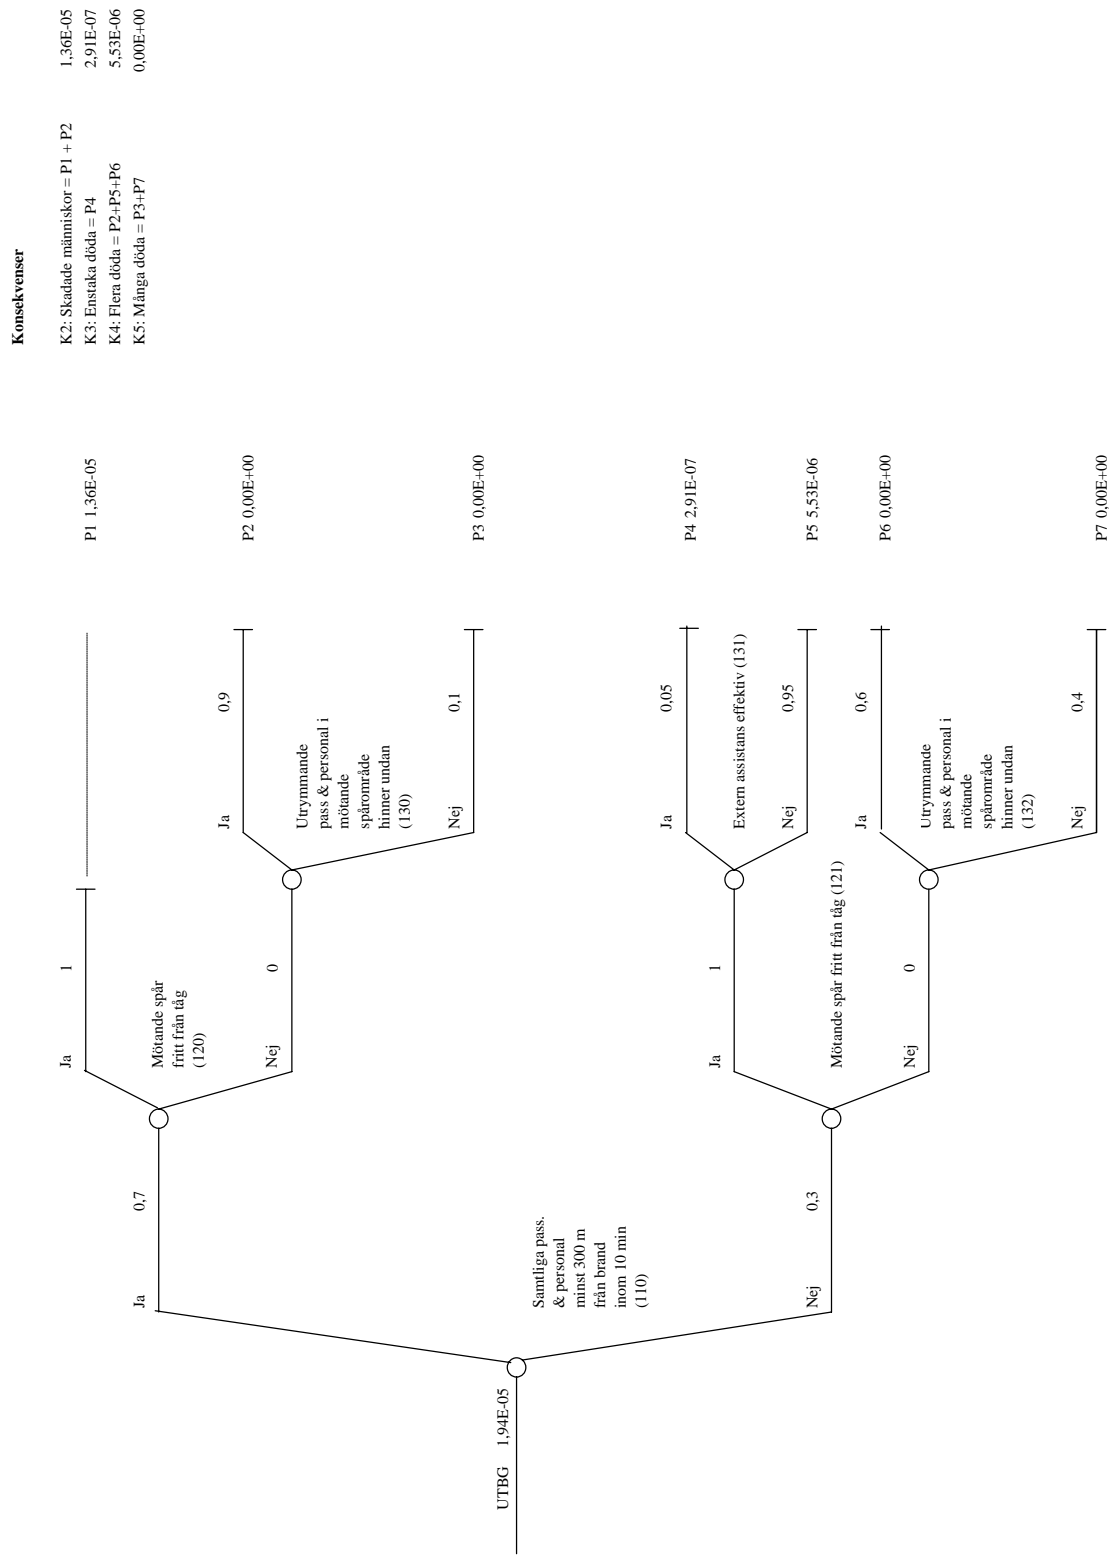 Konsekvenser
K2: Skadade människor = P1 + P2 1,36E-05
K3: Enstaka döda = P4 2,91E-07
K4: Flera döda = P2+P5+P6 5,53E-06
K5: Många döda = P3+P7 0,00E+00
UTBG 1,94E-05
Ja 0,7
Samtliga pass.
& personal
minst 300 m
från brand
inom 10 min
(110)
Nej 0,3
Ja 1
Mötande spår
fritt från tåg
(120)
Nej 0
Ja 1
Mötande spår fritt från tåg (121)
Nej 0
Ja 0,9
Utrymmande
pass & personal i
mötande
spårområde
hinner undan
(130)
Nej 0,1
Ja 0,05
Extern assistans effektiv (131)
Nej 0,95
Ja 0,6
Utrymmande
pass & personal i
mötande
spårområde
hinner undan
(132)
Nej 0,4
P1 1,36E-05
P2 0,00E+00
P3 0,00E+00
P4 2,91E-07
P5 5,53E-06
P6 0,00E+00
P7 0,00E+00